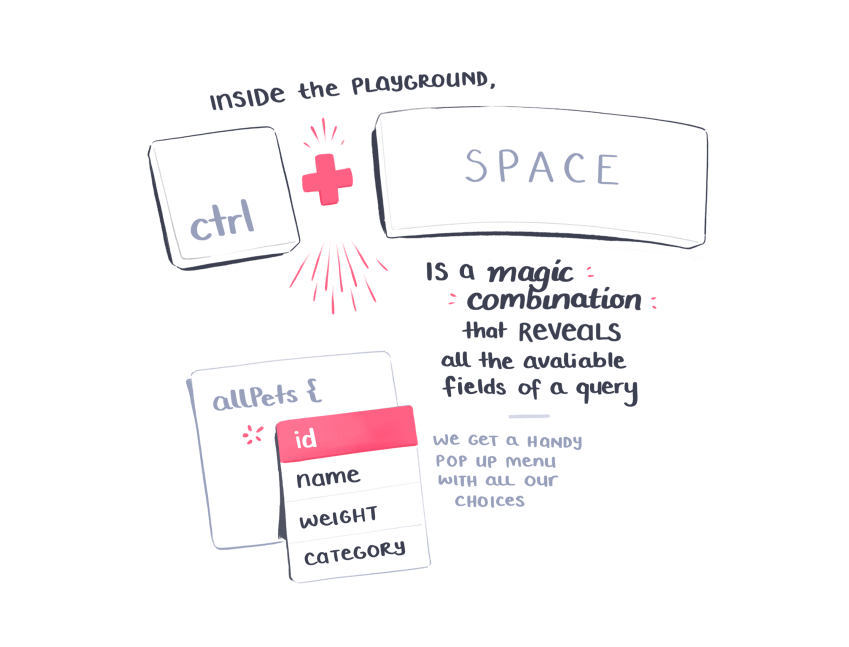 INSIDE the PLAYGROUND,
ctrl
SPACE
IS a magic
combination
that REVEALS
all the avaliable
fields of a query
allPets {
id
name
WEIGHT
CATEGORY
WE GET a HANDY
POP UP MENU
WITH all OUR
CHOICES